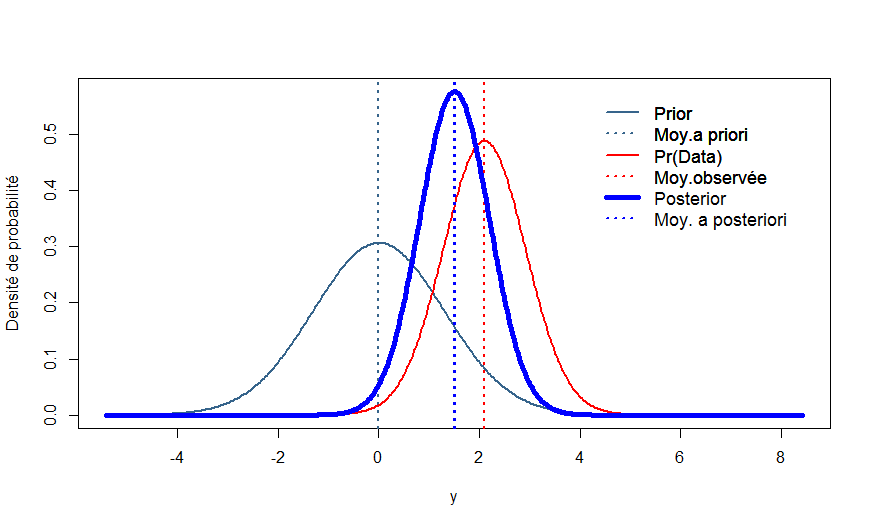 Prior
Moy.a priori
Pr(Data)
Moy.observée
Posterior
Moy. a posteriori
Densité de probabilité
0.5
0.4
0.3
0.2
0.1
0.0
-4 -2 0 2 4 6 8
y